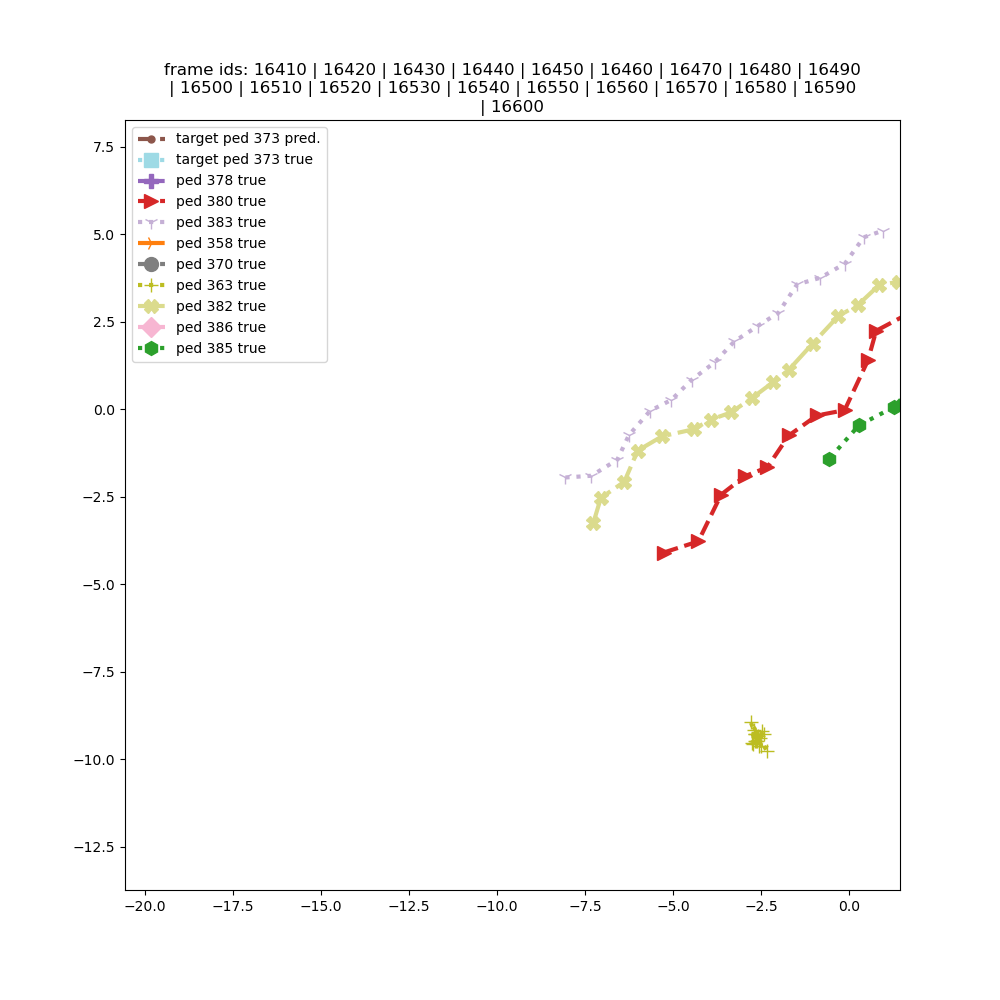 frame ids: 16410 | 16420 | 16430 | 16440 | 16450 | 16460 | 16470 | 16480 | 16490
| 16500 | 16510 | 16520 | 16530 | 16540 | 16550 | 16560 | 16570 | 16580 | 16590
| 16600
target ped 373 pred.
target ped 373 true
ped 378 true
ped 380 true
ped 383 true
ped 358 true
ped 370 true
ped 363 true
ped 382 true
ped 386 true
ped 385 true
7.5
5.0
2.5
0.0
−2.5
−5.0
−7.5
−10.0
−12.5
−20.0 −17.5 −15.0 −12.5 −10.0 −7.5 −5.0 −2.5 0.0